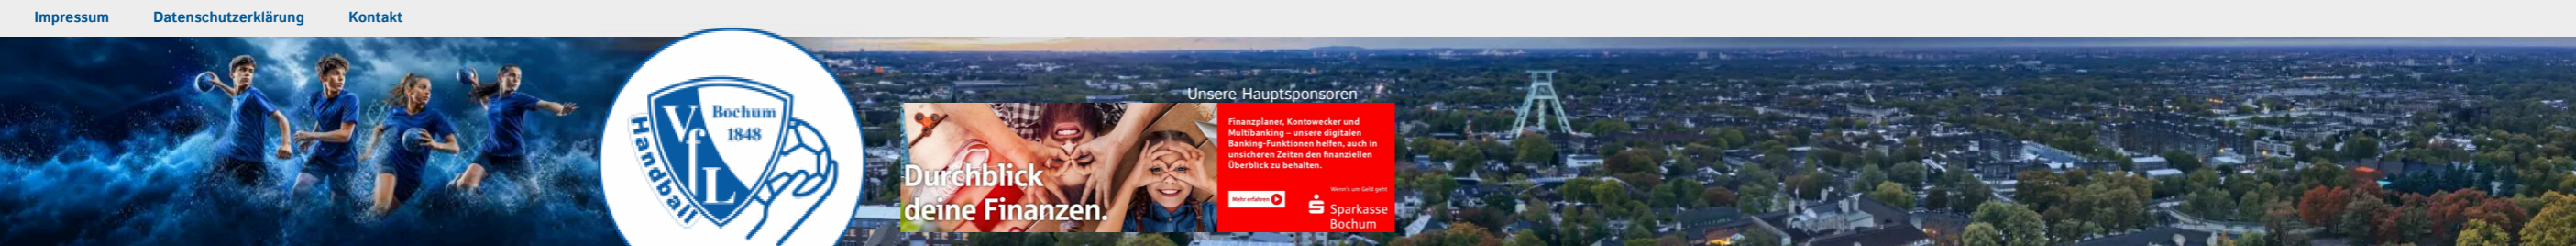 Impressum Datenschutzerklärung Kontakt
VfL
Bochum
1848
Handball
Unsere Hauptsponsoren
Durchblick
deine Finanzen.
Finanzplaner, Kontowecker und
Multibanking – unsere digitalen
Banking-Funktionen helfen, auch in
unsicheren Zeiten den finanziellen
Überblick zu behalten.
Wenn's um Geld geht
Mehr erfahren
Sparkasse
Bochum